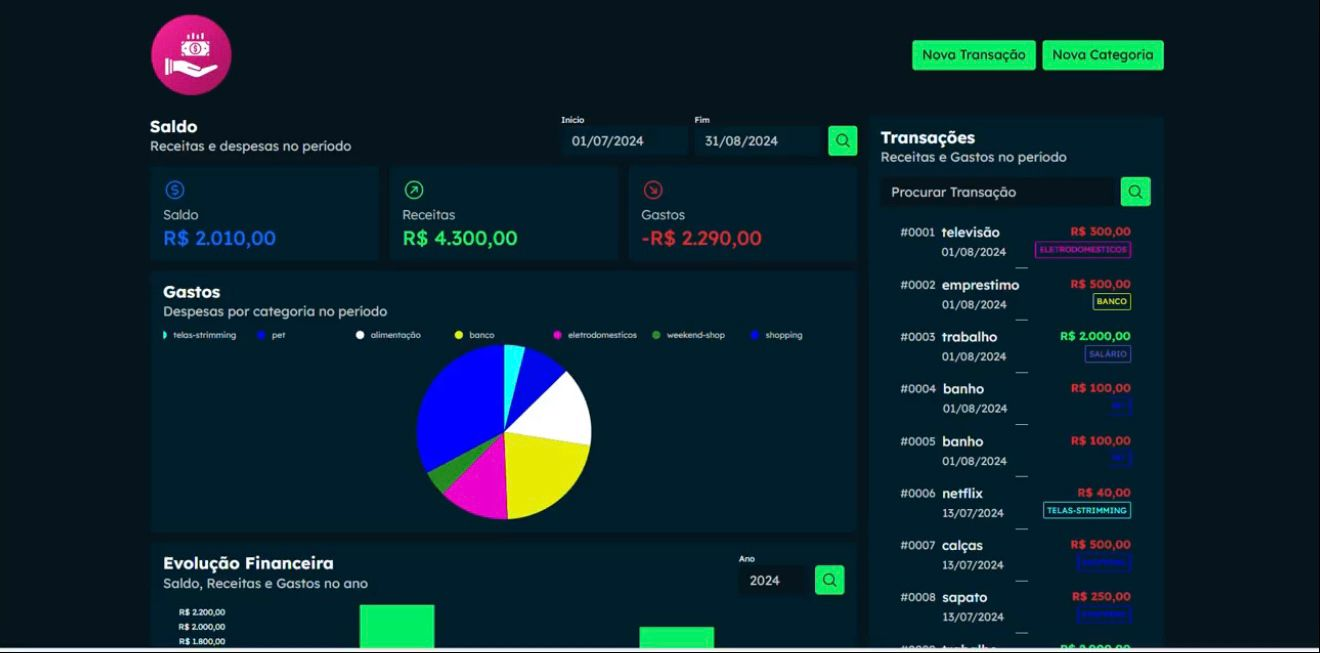 Nova Transação
Nova Categoria
Saldo
Receitas e despesas no período
Início
01/07/2024
Fim
31/08/2024
Saldo
R$ 2.010,00
Receitas
R$ 4.300,00
Gastos
-R$ 2.290,00
Gastos
Despesas por categoria no período
telas-strimming
pet
alimentação
banco
eletrodomesticos
weekend-shop
shopping
Evolução Financeira
Saldo, Receitas e Gastos no ano
Ano
2024
R$ 2.200,00
R$ 2.000,00
R$ 1.800,00
Transações
Receitas e Gastos no período
Procurar Transação
#0001 televisão R$ 300,00
01/08/2024 ELETRODOMESTICOS
#0002 emprestimo R$ 500,00
01/08/2024 BANCO
#0003 trabalho R$ 2.000,00
01/08/2024 SALÁRIO
#0004 banho R$ 100,00
01/08/2024
#0005 banho R$ 100,00
01/08/2024
#0006 netflix R$ 40,00
13/07/2024 TELAS-STRIMMING
#0007 calças R$ 500,00
13/07/2024
#0008 sapato R$ 250,00
13/07/2024